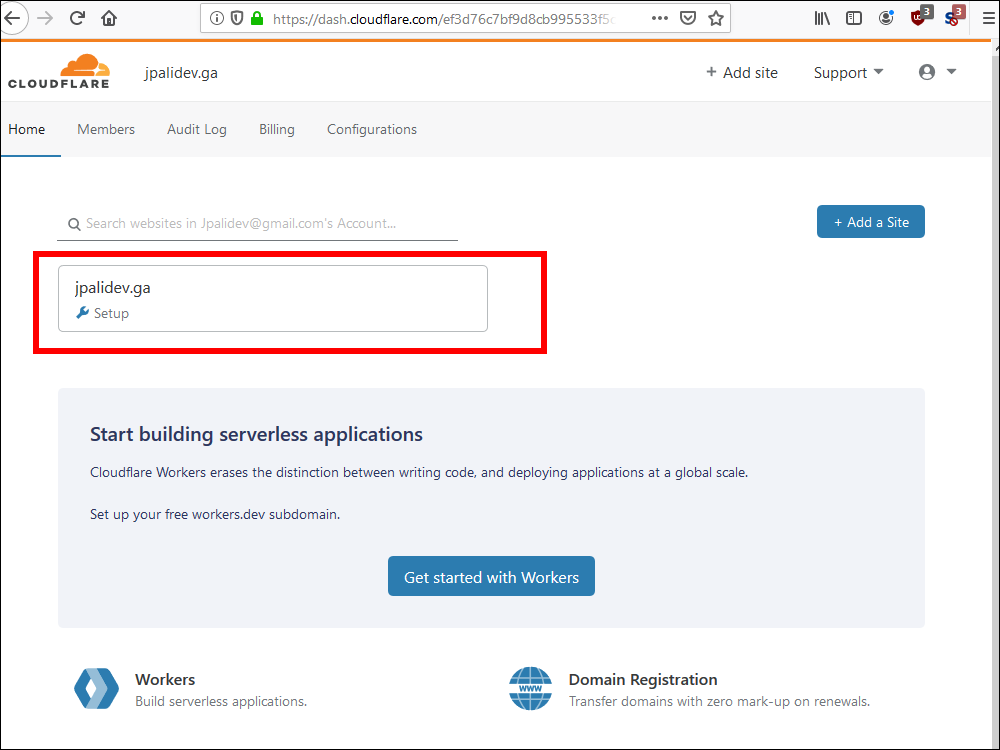 https://dash.cloudflare.com/ef3d76c7bf9d8cb995533f5
3
3
CLOUDFLARE
jpalidev.ga
+ Add site
Support
Home
Members
Audit Log
Billing
Configurations
Search websites in Jpalidev@gmail.com's Account...
+ Add a Site
jpalidev.ga
Setup
Start building serverless applications
Cloudflare Workers erases the distinction between writing code, and deploying applications at a global scale.
Set up your free workers.dev subdomain.
Get started with Workers
Workers
Build serverless applications.
WWW
Domain Registration
Transfer domains with zero mark-up on renewals.